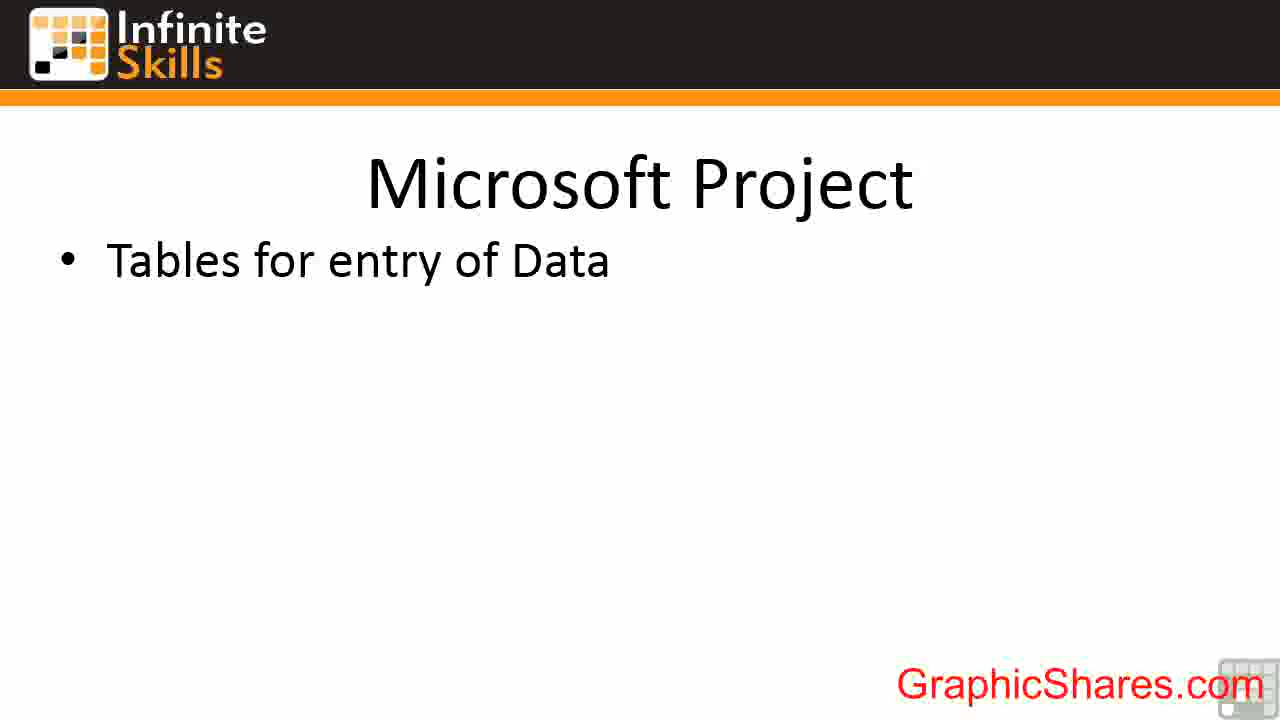 Infinite
Skills
Microsoft Project
• Tables for entry of Data
GraphicShares.com